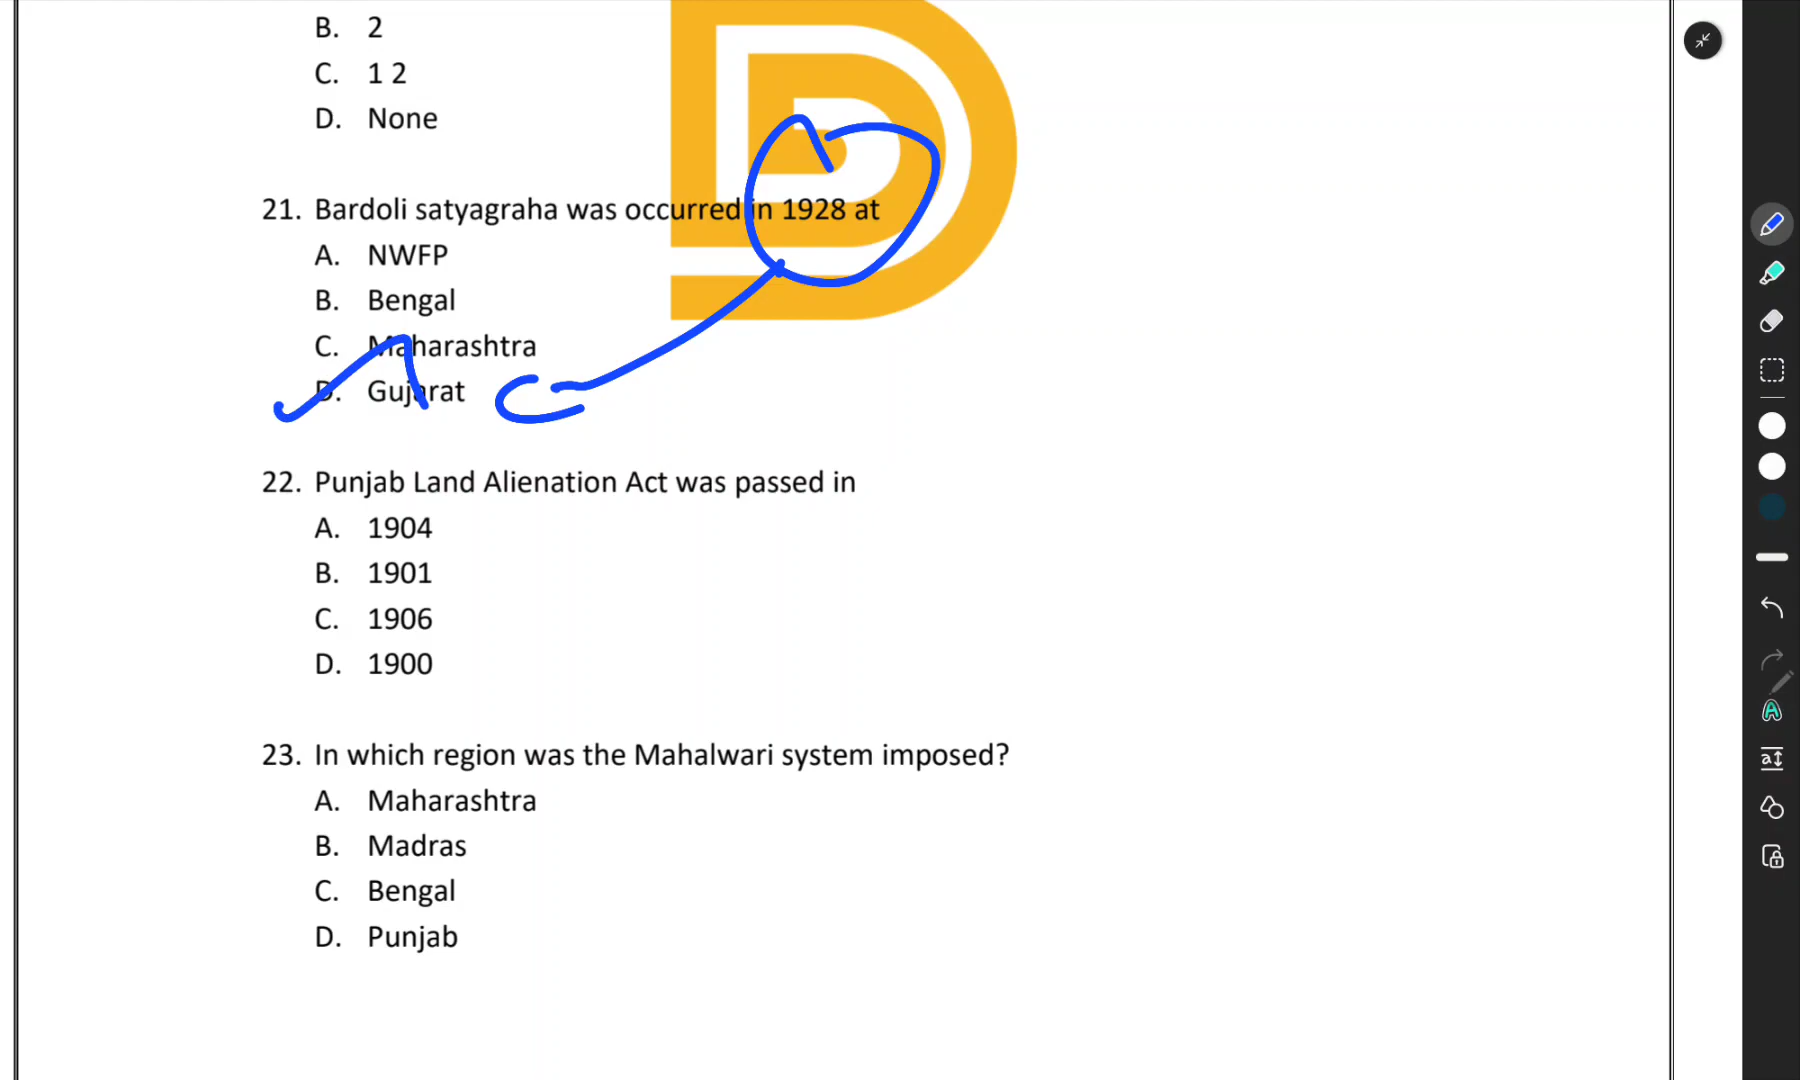 B. 2
C. 1 2
D. None
21. Bardoli satyagraha was occurred in 1928 at
A. NWFP
B. Bengal
C. Maharashtra
D. Gujarat
22. Punjab Land Alienation Act was passed in
A. 1904
B. 1901
C. 1906
D. 1900
23. In which region was the Mahalwari system imposed?
A. Maharashtra
B. Madras
C. Bengal
D. Punjab